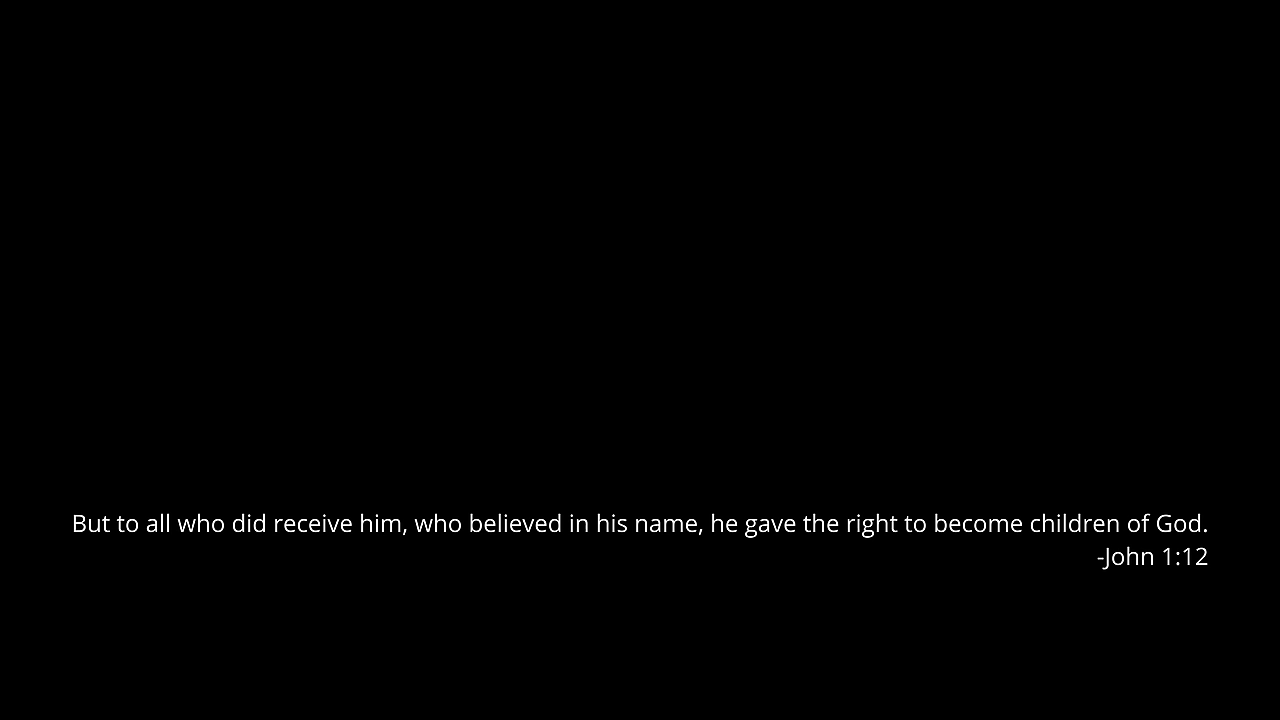 But to all who did receive him, who believed in his name, he gave the right to become children of God.
-John 1:12